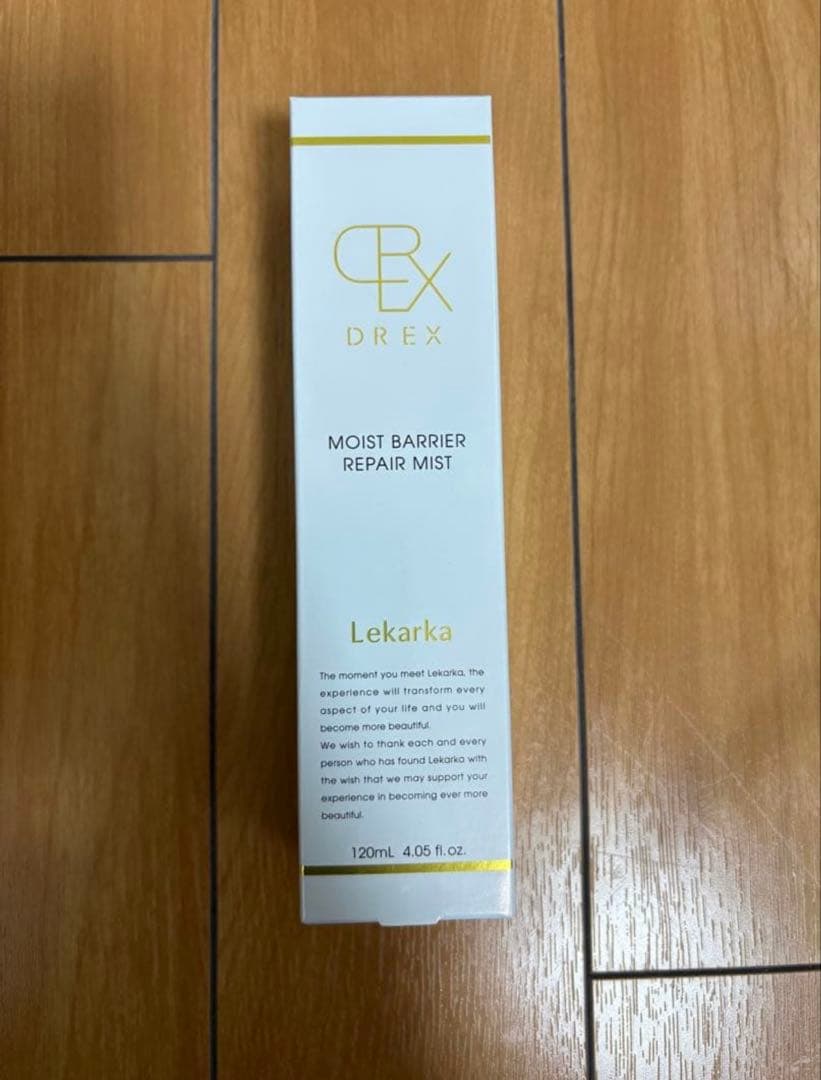 DREX
DREX
MOIST BARRIER
REPAIR MIST
Lekarka
The moment you meet Lekarka, the
experience will transform every
aspect of your life and you will
become more beautiful.
We wish to thank each and every
person who has found Lekarka with
the wish that we may support your
experience in becoming ever more
beautiful.
120mL 4.05 fl.oz.